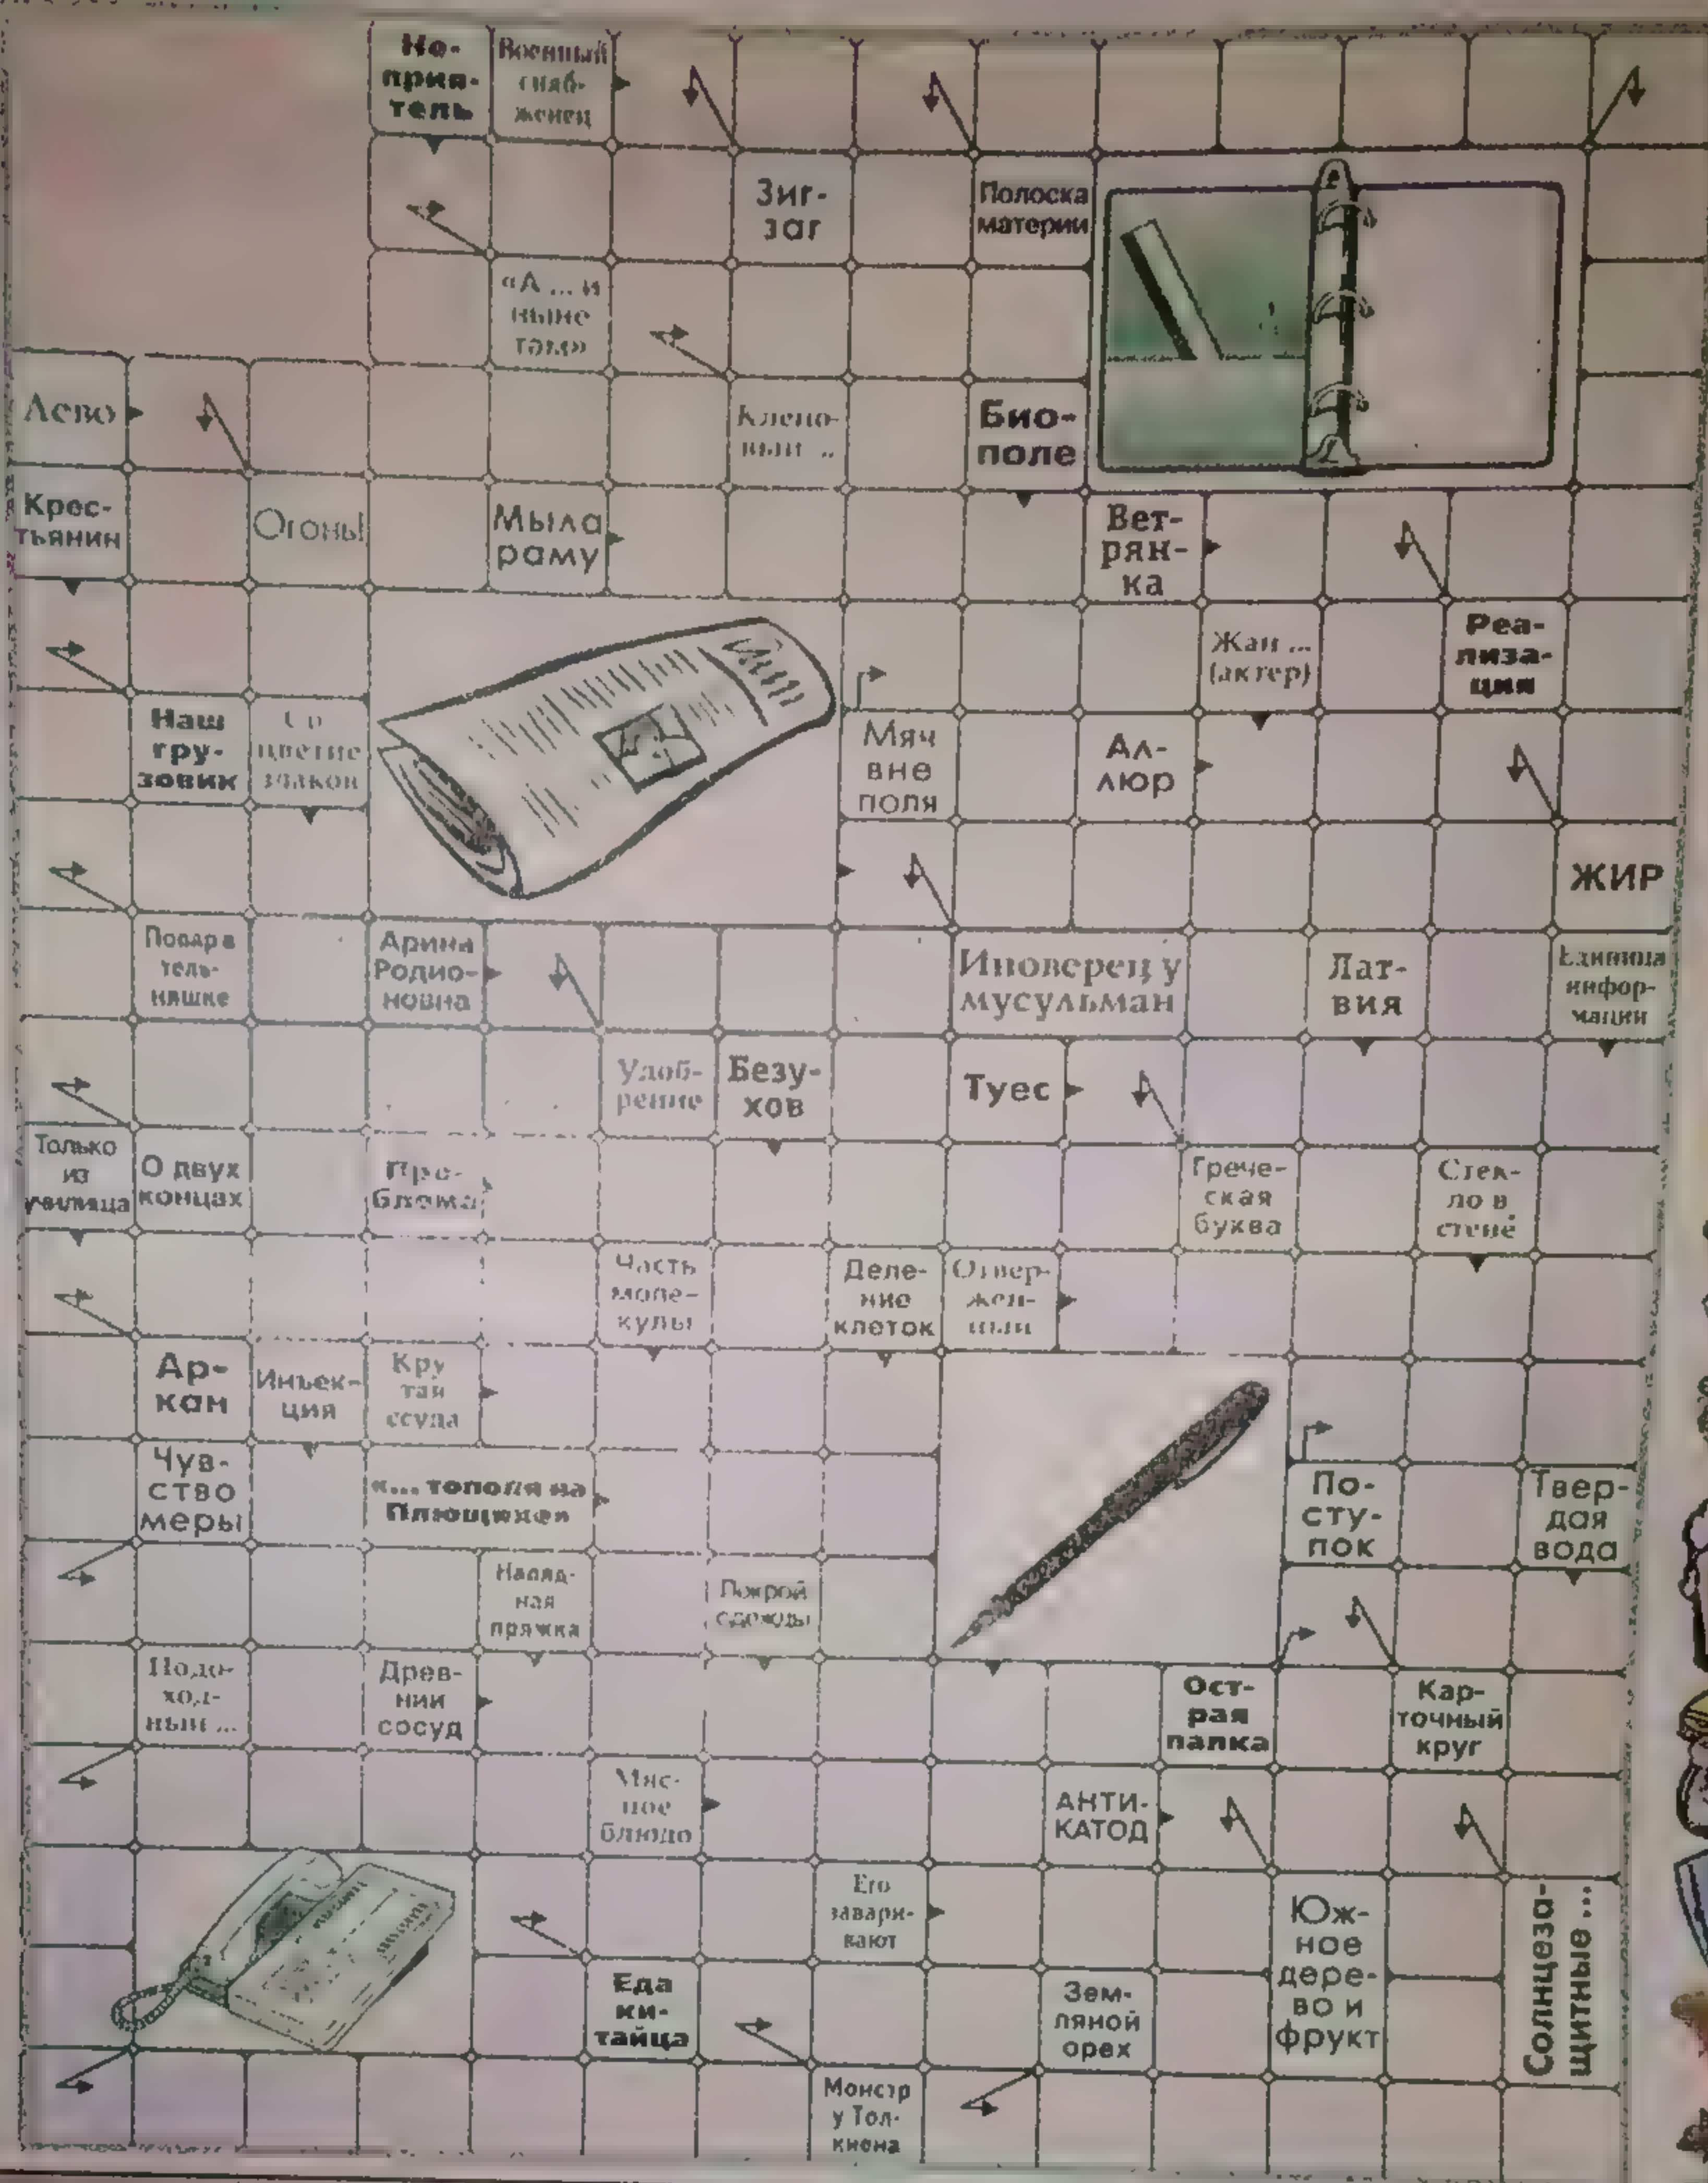 Не-
прия-
тель
Военный
снаб-
женец
Зиг-
заг
Полоска
материи
«А ... и
ныне
там»
Лево
Клено-
вый ..
Био-
поле
Крес-
тьянин
Огонь!
Мыла
раму
Вет-
рян-
ка
Жан ...
(актер)
Реа-
лиза-
ция
Наш
гру-
зовик
Со
цветие
злаков
Мяч
вне
поля
Ал-
люр
ЖИР
Повар в
тель-
няшке
Арина
Родио-
новна
Иноверец у
мусульман
Лат-
вия
Единица
инфор-
мации
Удоб-
рение
Безу-
хов
Туес
Только
из
училища
О двух
концах
Про-
блема
Грече-
ская
буква
Стек-
ло в
стене
Часть
моле-
кулы
Деле-
ние
клеток
Отвер-
жен-
ный
Ар-
кан
Инъек-
ция
Кру
тая
ссуда
Чув-
ство
меры
«... тополя на
Плющихе»
По-
сту-
пок
Твер-
дая
вода
Наряд-
ная
пряжка
Покрой
одежды
Подо-
ход-
ный ...
Древ-
ний
сосуд
Ост-
рая
палка
Кар-
точный
круг
Мяс-
ное
блюдо
АНТИ-
КАТОД
Его
завари-
вают
Юж-
ное
дере-
во и
фрукт
Солнцеза-
щитные ...
Еда
ки-
тайца
Зем-
ляной
орех
Монстр
у Тол-
киена